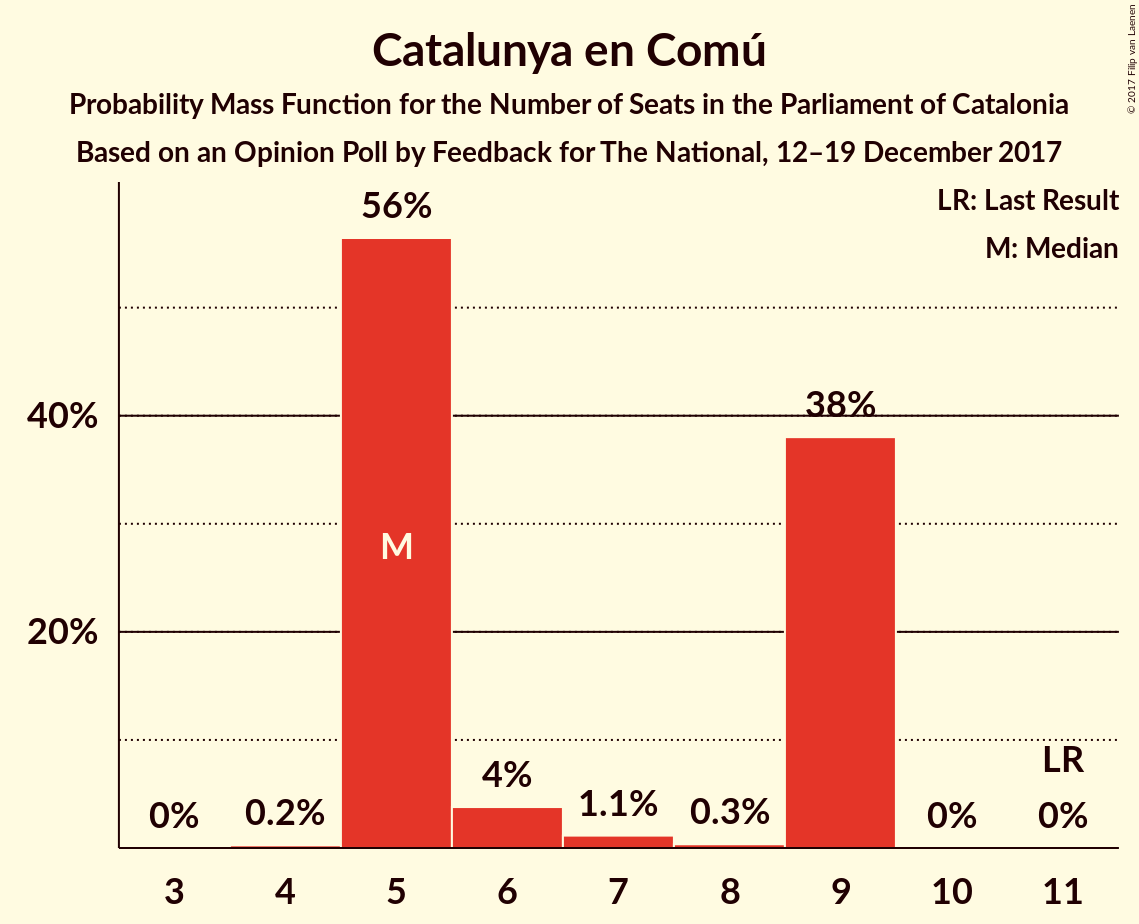 Catalunya en Comú
Probability Mass Function for the Number of Seats in the Parliament of Catalonia
Based on an Opinion Poll by Feedback for The National, 12–19 December 2017
© 2017 Filip van Laenen
LR: Last Result
M: Median
56%
40%
38%
M
20%
LR
0%
0.2%
4%
1.1%
0.3%
0%
0%
3 4 5 6 7 8 9 10 11